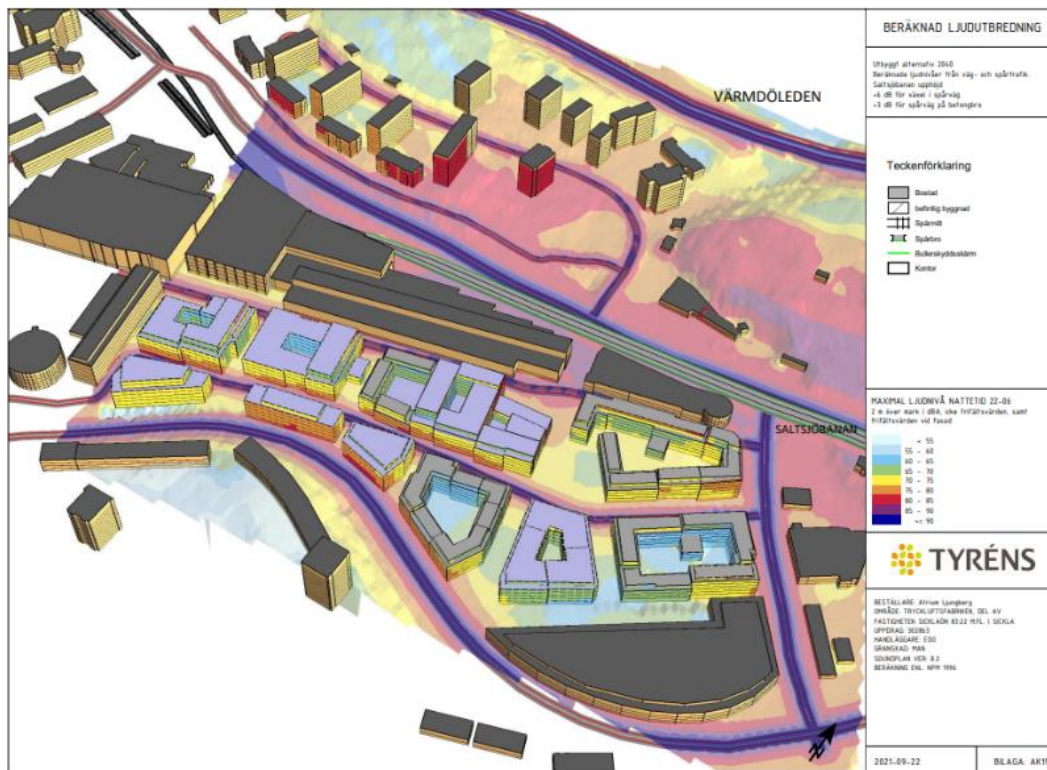 VÄRMDÖLEDEN
SALTSJÖBANAN
BERÄKNAD LJUDUTBREDNING
Utbyggt alternativ 2040
Beräknade ljudnivåer från väg- och spårtrafik.
Saltsjöbanan upphöjd
+6 dB för växel i spårväg
+3 dB för spårväg på betongbro
Teckenförklaring
Bostad
befintlig byggnad
Spårmitt
Spårbro
Bullerskyddsskärm
Kontor
MAXIMAL LJUDNIVÅ NATTETID 22-06
2 m över mark i dBA, icke frifältsvärden, samt
frifältsvärden vid fasad
< 55
55 - 60
60 - 65
65 - 70
70 - 75
75 - 80
80 - 85
85 - 90
>= 90
TYRÉNS
BESTÄLLARE: Atrium Ljungberg
OMRÅDE: TRYCKLUFTSFABRIKEN, DEL AV
FASTIGHETEN SICKLAÖN 83:22 M.FL. I SICKLA
UPPDRAG: 302863
HANDLÄGGARE: EOO
GRANSKAD: MAN
SOUNDPLAN VER: 8.2
BERÄKNING ENL: NPM 1996
2021-09-22
BILAGA: AK15